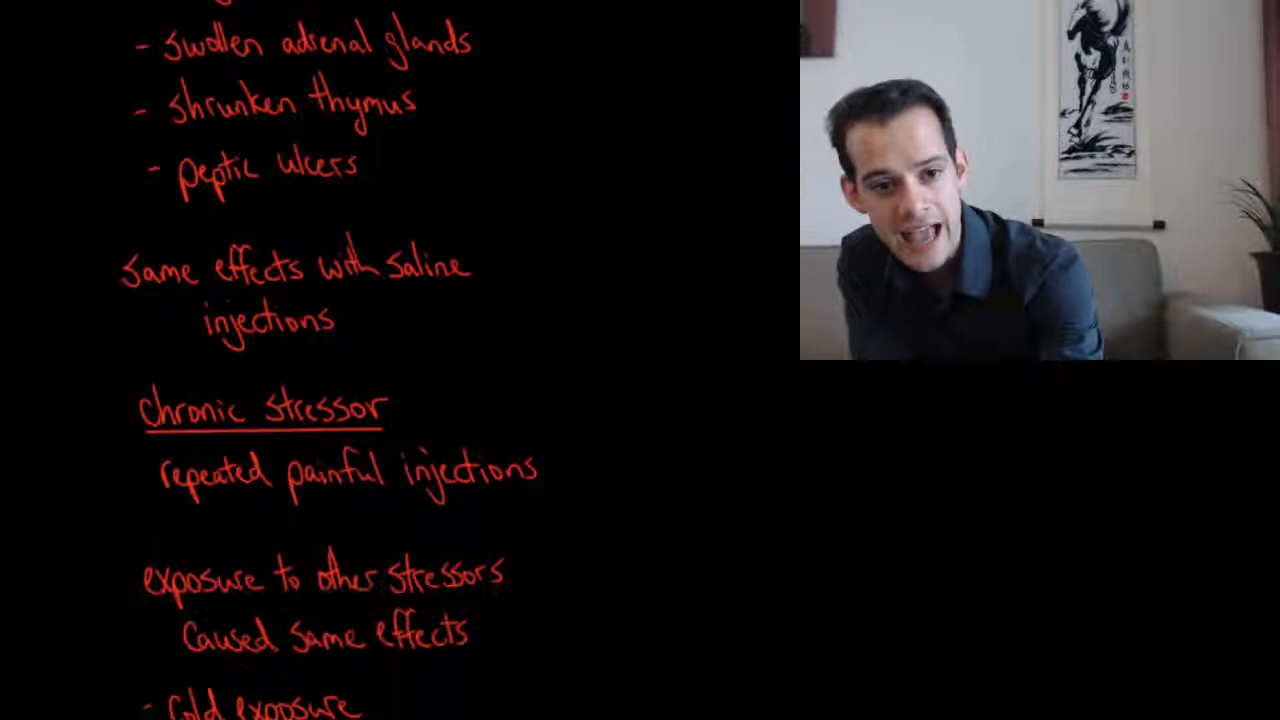 - swollen adrenal glands
- shrunken thymus
- peptic ulcers
same effects with saline
injections
chronic stressor
repeated painful injections
exposure to other stressors
caused same effects
- cold exposure